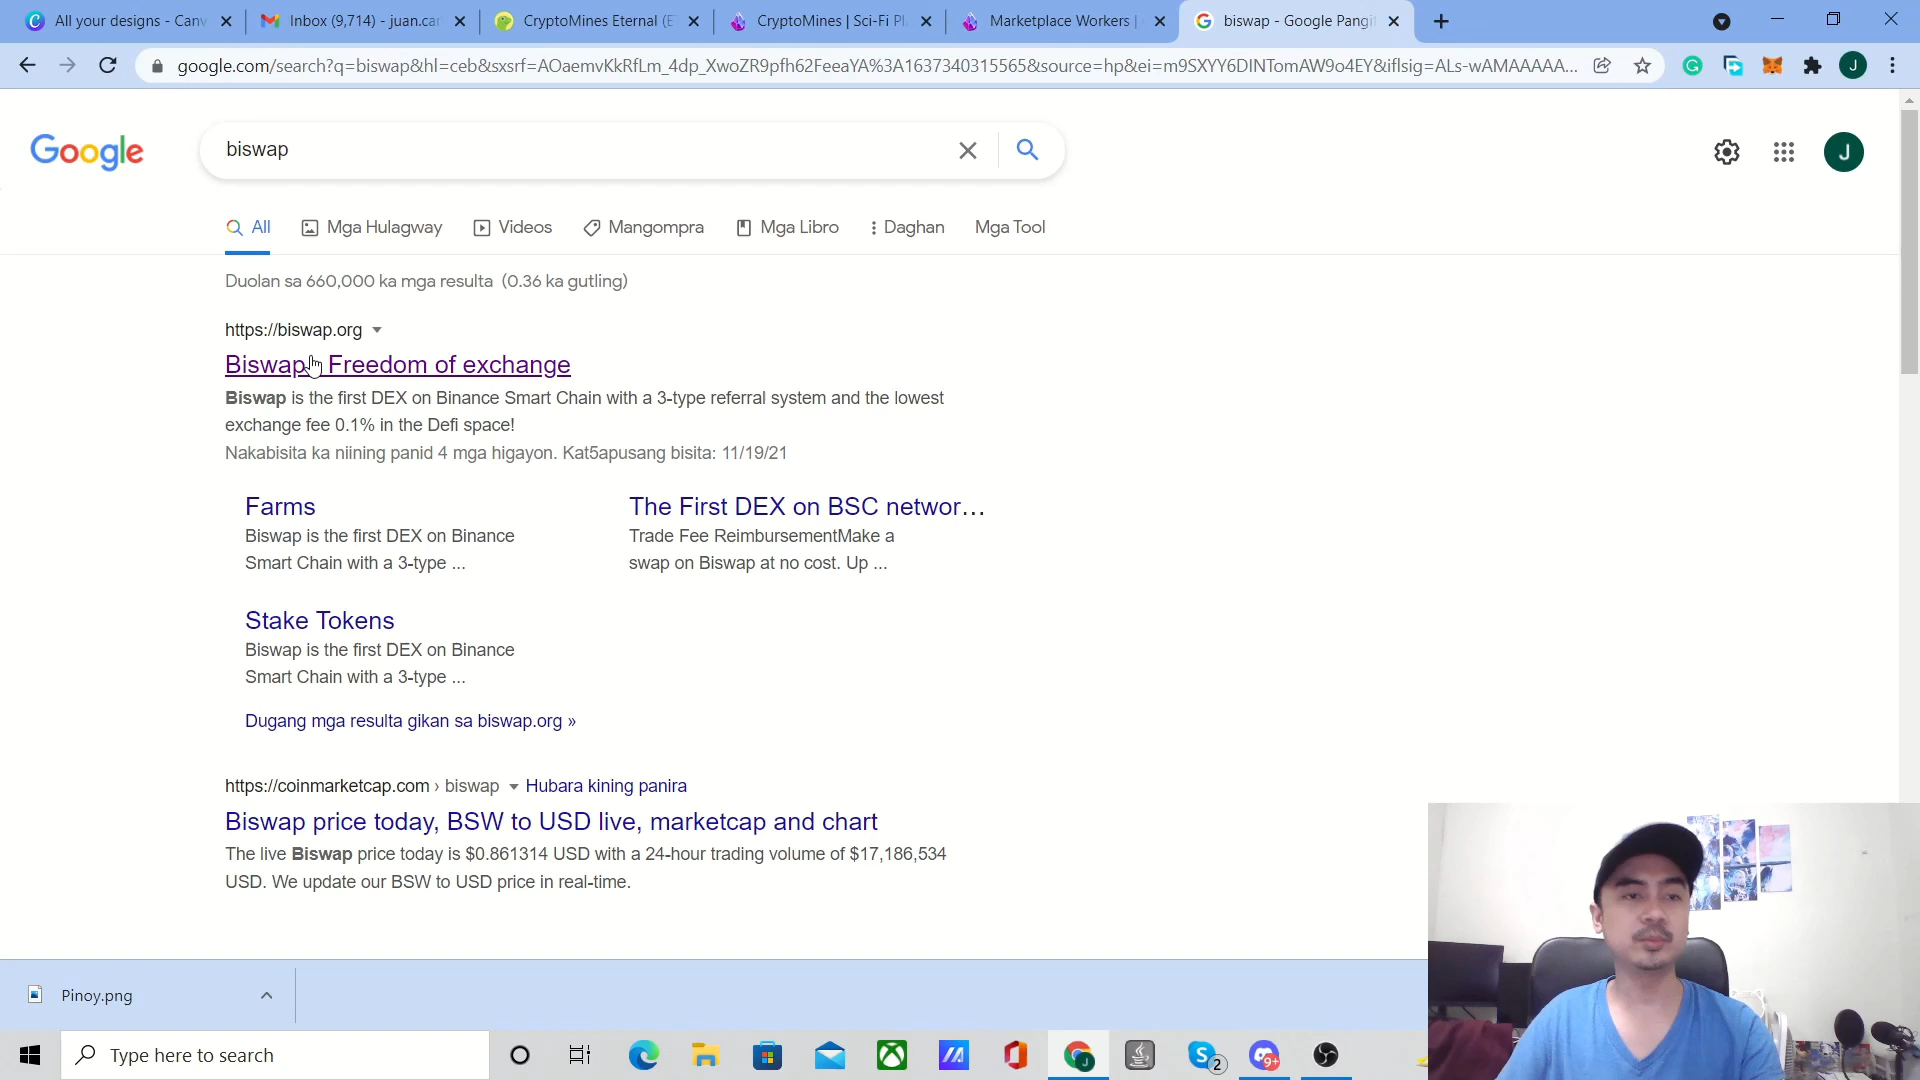 All your designs - Canv
Inbox (9,714) - juan.car
CryptoMines Eternal (E
CryptoMines | Sci-Fi Pl
Marketplace Workers |
biswap - Google Pangi
google.com/search?q=biswap&hl=ceb&sxsrf=AOaemvKkRfLm_4dp_XwoZR9pfh62FeeaYA%3A1637340315565&source=hp&ei=m9SXYY6DINTomAW9o4EY&iflsig=ALs-wAMAAAAA...
J
Google
biswap
J
All
Mga Hulagway
Videos
Mangompra
Mga Libro
Daghan
Mga Tool
Duolan sa 660,000 ka mga resulta (0.36 ka gutling)
https://biswap.org
Biswap - Freedom of exchange
Biswap is the first DEX on Binance Smart Chain with a 3-type referral system and the lowest
exchange fee 0.1% in the Defi space!
Nakabisita ka niining panid 4 mga higayon. Kat5apusang bisita: 11/19/21
Farms
Biswap is the first DEX on Binance
Smart Chain with a 3-type ...
The First DEX on BSC networ...
Trade Fee ReimbursementMake a
swap on Biswap at no cost. Up ...
Stake Tokens
Biswap is the first DEX on Binance
Smart Chain with a 3-type ...
Dugang mga resulta gikan sa biswap.org »
https://coinmarketcap.com › biswap
Hubara kining panira
Biswap price today, BSW to USD live, marketcap and chart
The live Biswap price today is $0.861314 USD with a 24-hour trading volume of $17,186,534
USD. We update our BSW to USD price in real-time.
Pinoy.png
Type here to search
2
9+